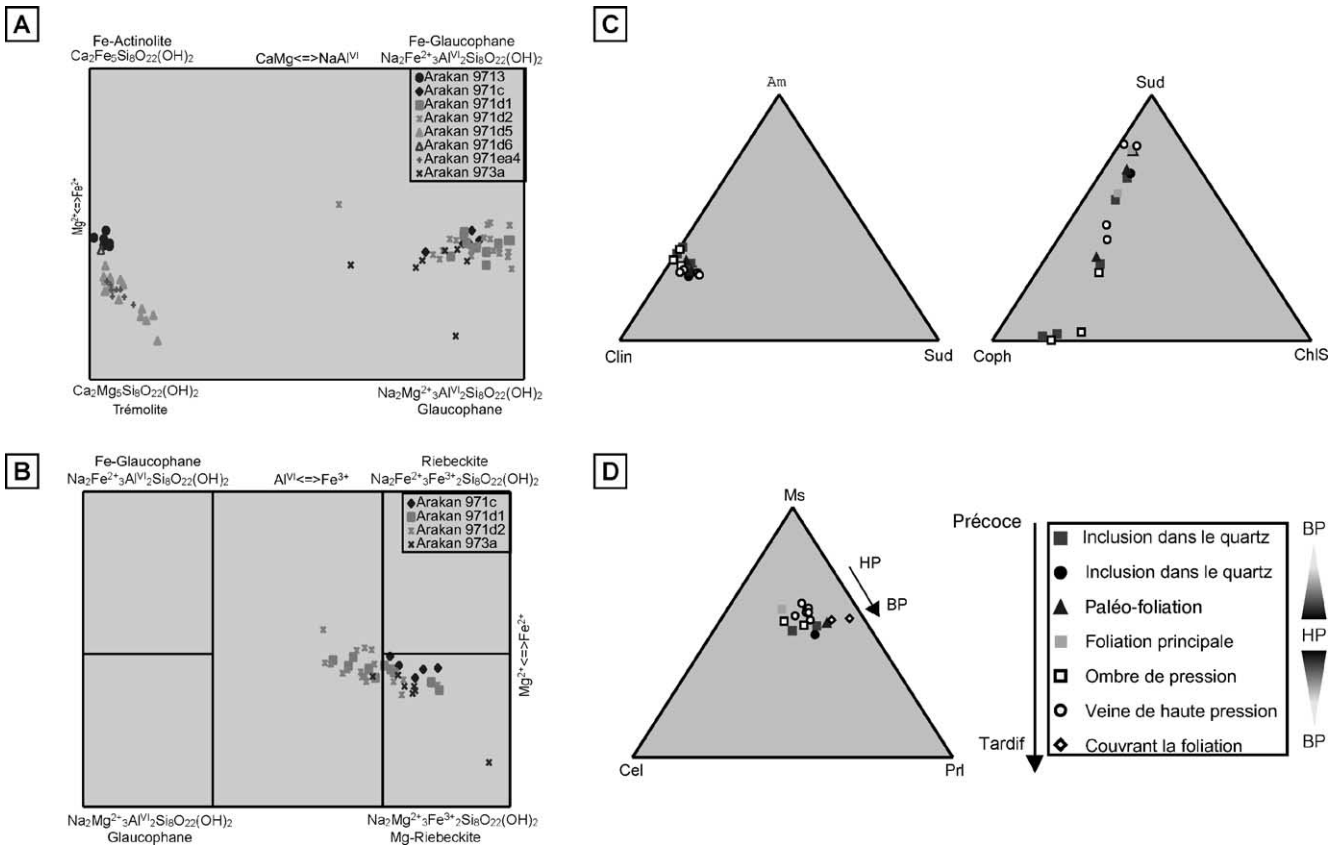 A
Fe-Actinolite
Ca₂Fe₅Si₈O₂₂(OH)₂
CaMg<=>NaAlⱽᴵ
Fe-Glaucophane
Na₂Fe²⁺₃Alⱽᴵ₂Si₈O₂₂(OH)₂
Arakan 9713
Arakan 971c
Arakan 971d1
Arakan 971d2
Arakan 971d5
Arakan 971d6
Arakan 971ea4
Arakan 973a
Mg²⁺<=>Fe²⁺
Ca₂Mg₅Si₈O₂₂(OH)₂
Trémolite
Na₂Mg²⁺₃Alⱽᴵ₂Si₈O₂₂(OH)₂
Glaucophane
B
Fe-Glaucophane
Na₂Fe²⁺₃Alⱽᴵ₂Si₈O₂₂(OH)₂
Alⱽᴵ<=>Fe³⁺
Riebeckite
Na₂Fe²⁺₃Fe³⁺₂Si₈O₂₂(OH)₂
Arakan 971c
Arakan 971d1
Arakan 971d2
Arakan 973a
Mg²⁺<=>Fe²⁺
Na₂Mg²⁺₃Alⱽᴵ₂Si₈O₂₂(OH)₂
Glaucophane
Na₂Mg²⁺₃Fe³⁺₂Si₈O₂₂(OH)₂
Mg-Riebeckite
C
Am
Clin
Sud
Sud
Coph
ChlS
D
Ms
HP
BP
Cel
Prl
Précoce
Tardif
Inclusion dans le quartz
Inclusion dans le quartz
Paléo-foliation
Foliation principale
Ombre de pression
Veine de haute pression
Couvrant la foliation
BP
HP
BP